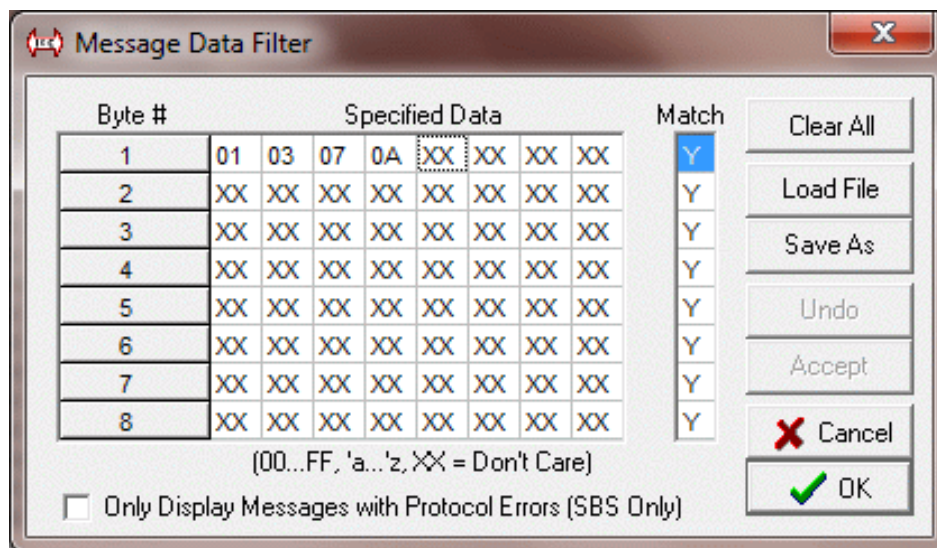 Message Data Filter
Byte # Specified Data Match
1 01 03 07 0A XX XX XX XX Y
2 XX XX XX XX XX XX XX XX Y
3 XX XX XX XX XX XX XX XX Y
4 XX XX XX XX XX XX XX XX Y
5 XX XX XX XX XX XX XX XX Y
6 XX XX XX XX XX XX XX XX Y
7 XX XX XX XX XX XX XX XX Y
8 XX XX XX XX XX XX XX XX Y
(00...FF, 'a...'z, XX = Don't Care)
Only Display Messages with Protocol Errors (SBS Only)
Clear All
Load File
Save As
Undo
Accept
Cancel
OK